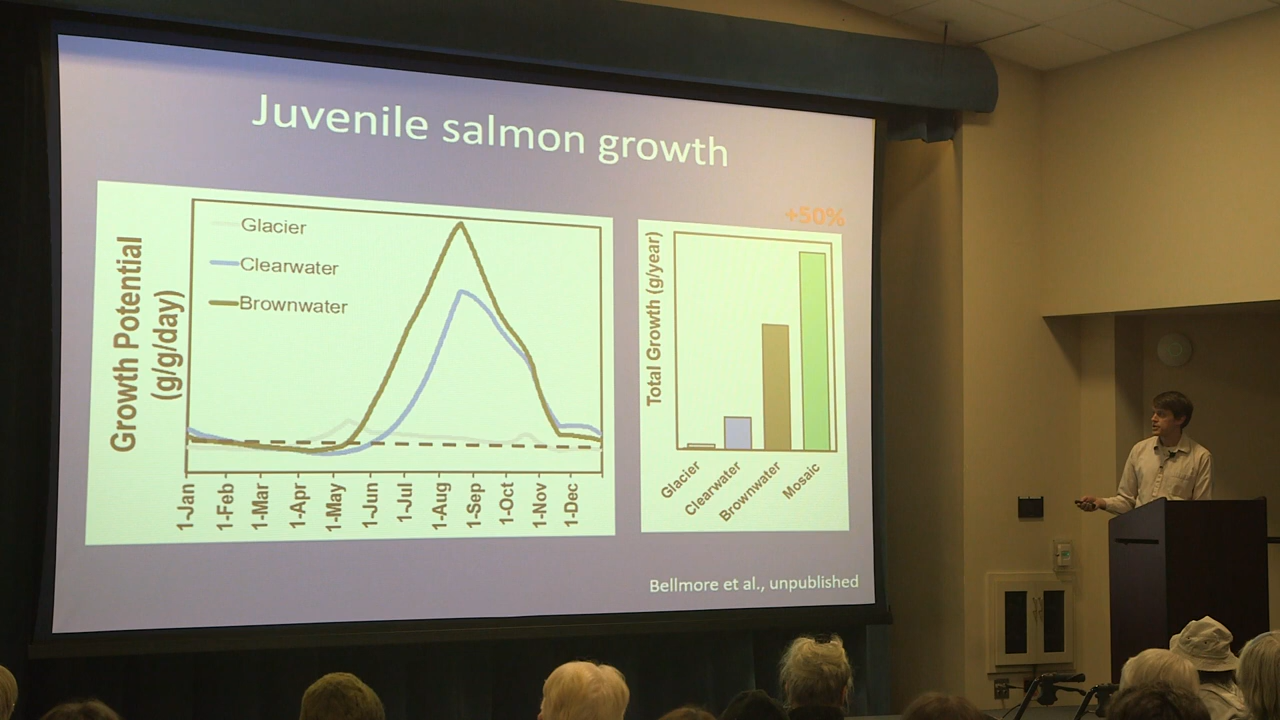 Juvenile salmon growth
Growth Potential
(g/g/day)
Glacier
Clearwater
Brownwater
1-Jan
1-Feb
1-Mar
1-Apr
1-May
1-Jun
1-Jul
1-Aug
1-Sep
1-Oct
1-Nov
1-Dec
+50%
Total Growth (g/year)
Glacier
Clearwater
Brownwater
Mosaic
Bellmore et al., unpublished